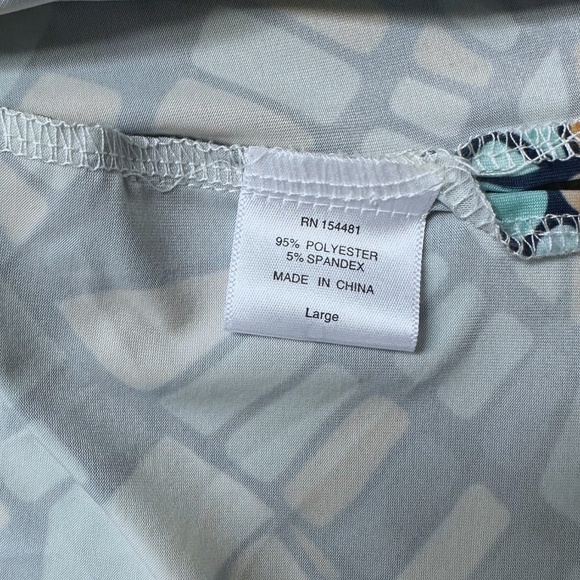 RN 154481
95% POLYESTER
5% SPANDEX
MADE IN CHINA
Large